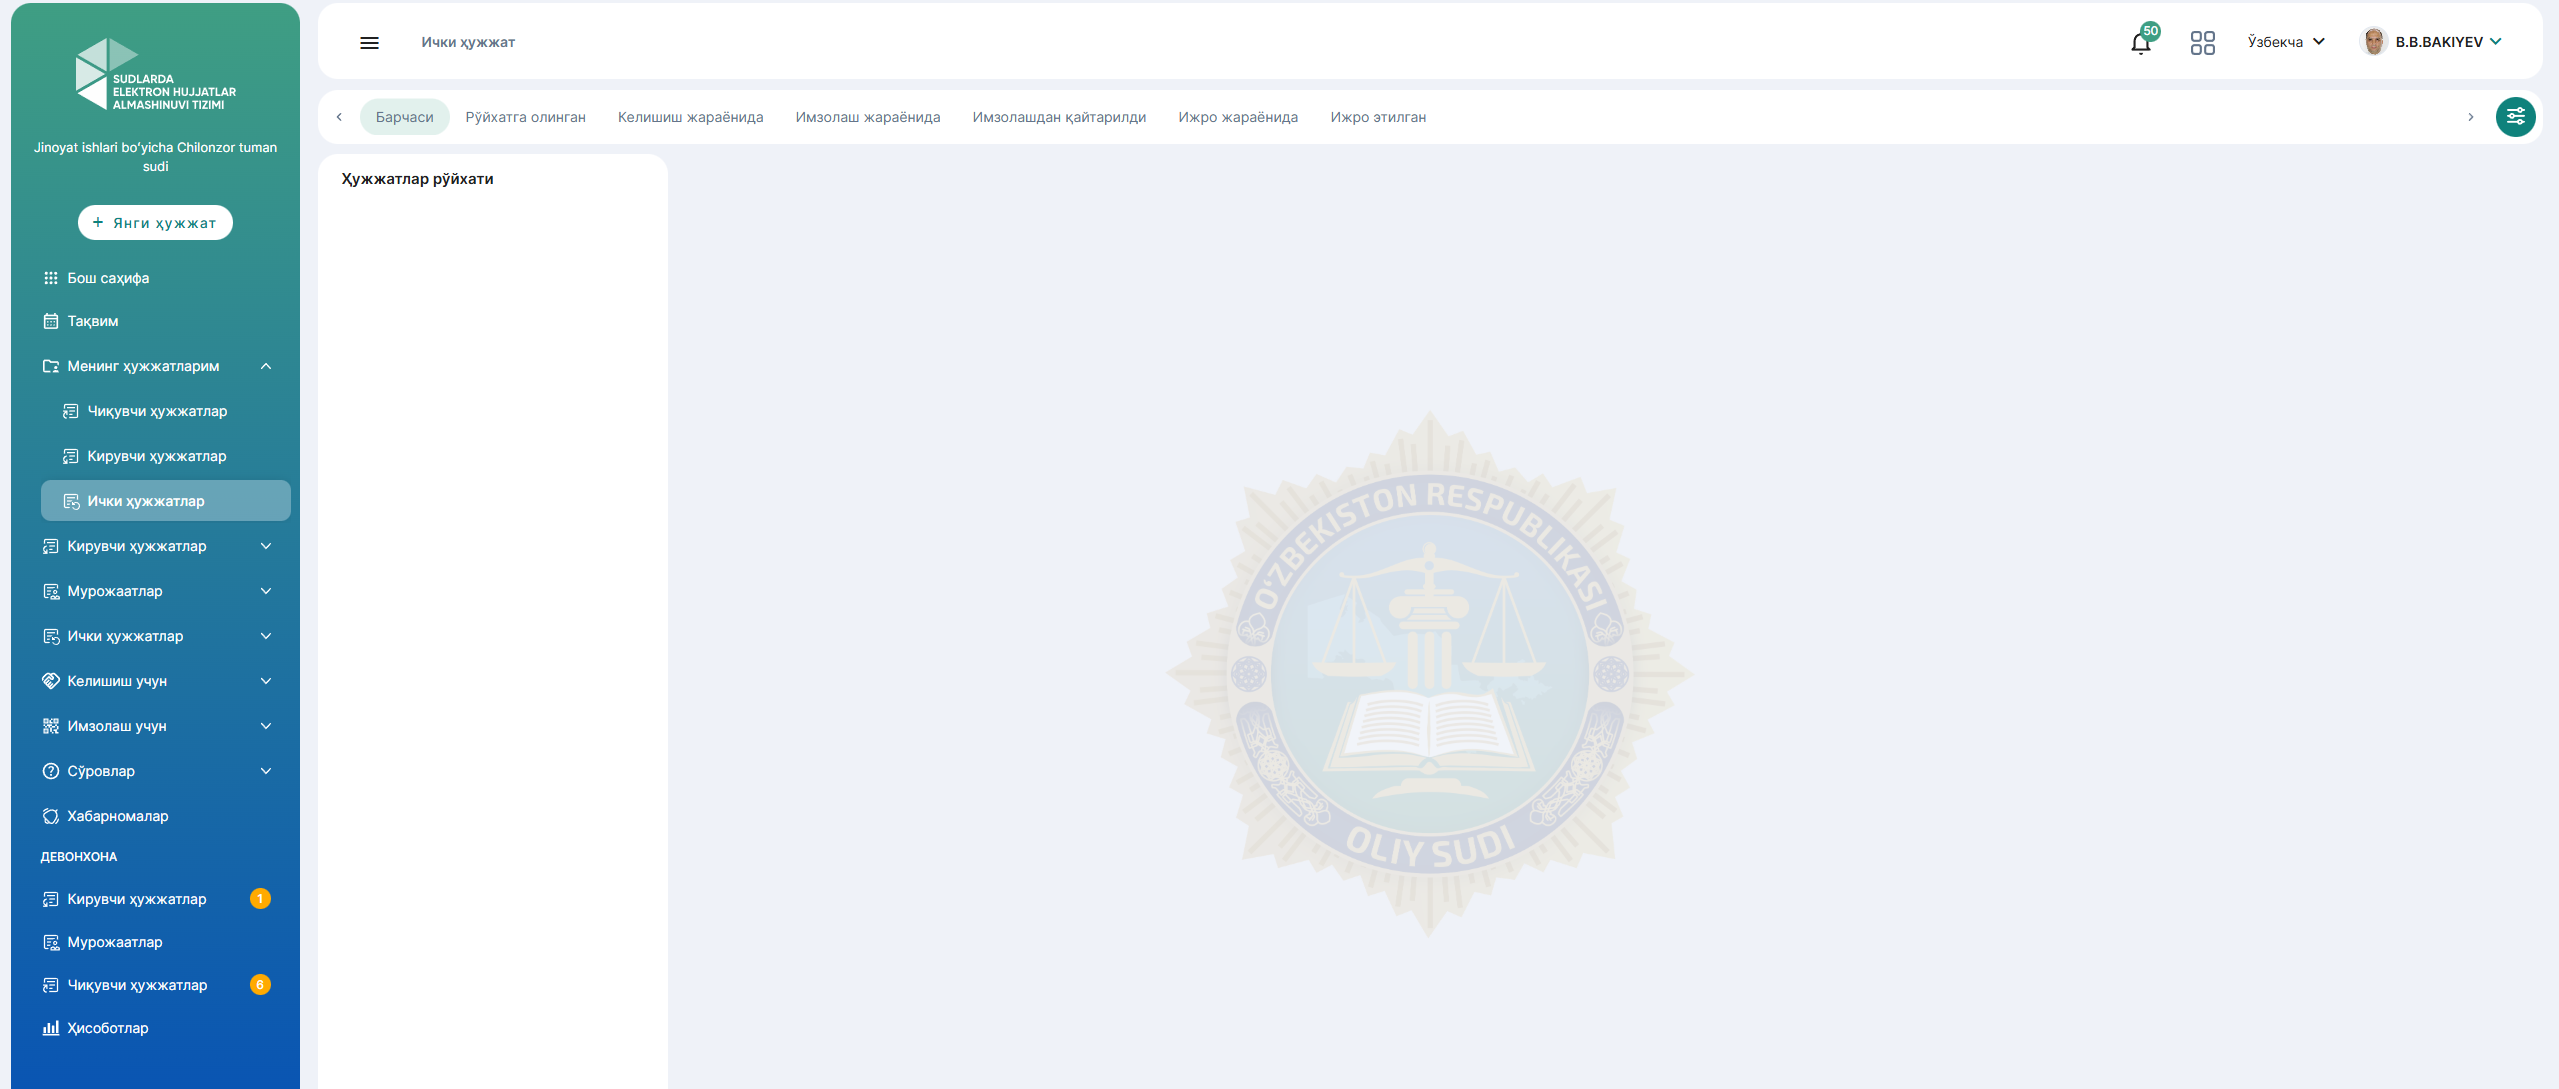 SUDLARDA
ELEKTRON HUJJATLAR
ALMASHINUVI TIZIMI
Jinoyat ishlari bo‘yicha Chilonzor tuman
sudi
+ Янги ҳужжат
Бош саҳифа
Тақвим
Менинг ҳужжатларим
Чиқувчи ҳужжатлар
Кирувчи ҳужжатлар
Ички ҳужжатлар
Кирувчи ҳужжатлар
Мурожаатлар
Ички ҳужжатлар
Келишиш учун
Имзолаш учун
Сўровлар
Хабарномалар
ДЕВОНХОНА
Кирувчи ҳужжатлар 1
Мурожаатлар
Чиқувчи ҳужжатлар 6
Ҳисоботлар
Ички ҳужжат
50
Ўзбекча
B.B.BAKIYEV
Барчаси Рўйхатга олинган Келишиш жараёнида Имзолаш жараёнида Имзолашдан қайтарилди Ижро жараёнида Ижро этилган
Ҳужжатлар рўйхати
O‘ZBEKISTON RESPUBLIKASI
OLIY SUDI